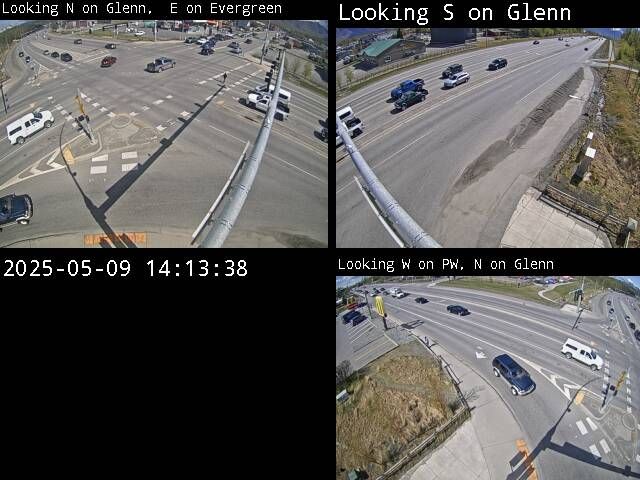 Looking N on Glenn, E on Evergreen
Looking S on Glenn
2025-05-09 14:13:38
Looking W on PW, N on Glenn